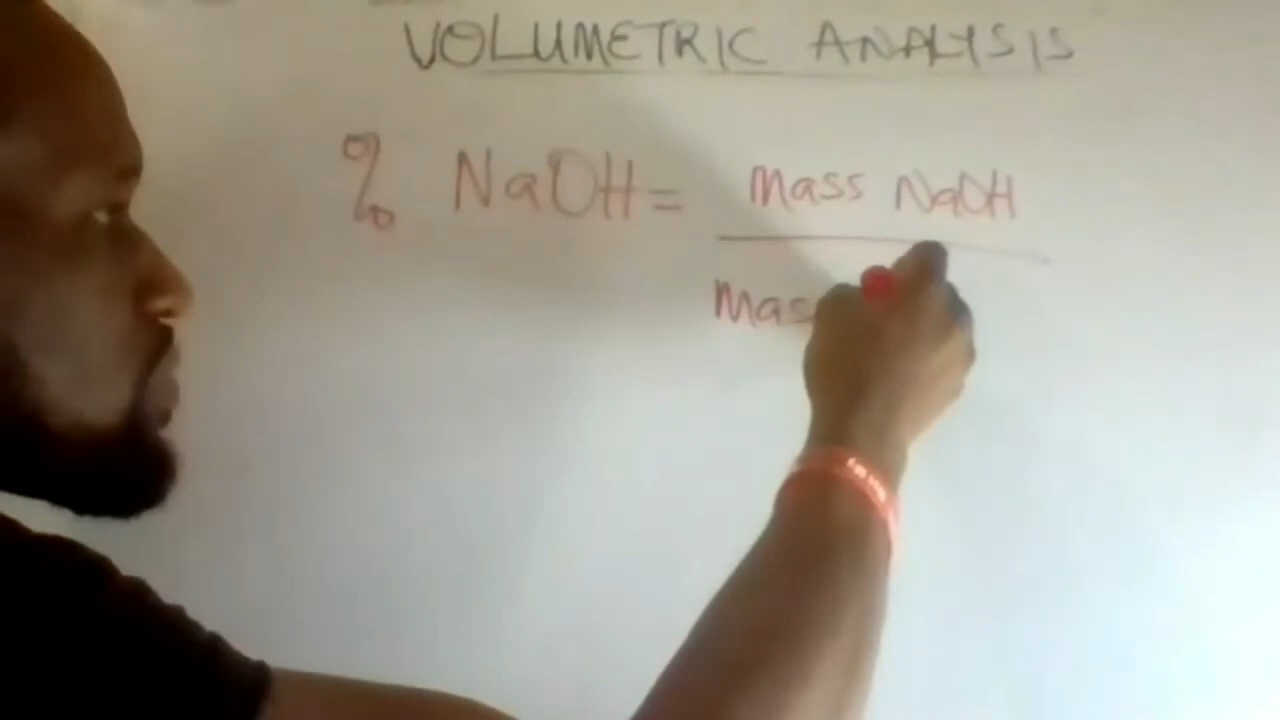 VOLUMETRIC ANALYSIS
% NaOH = Mass NaOH
Mas